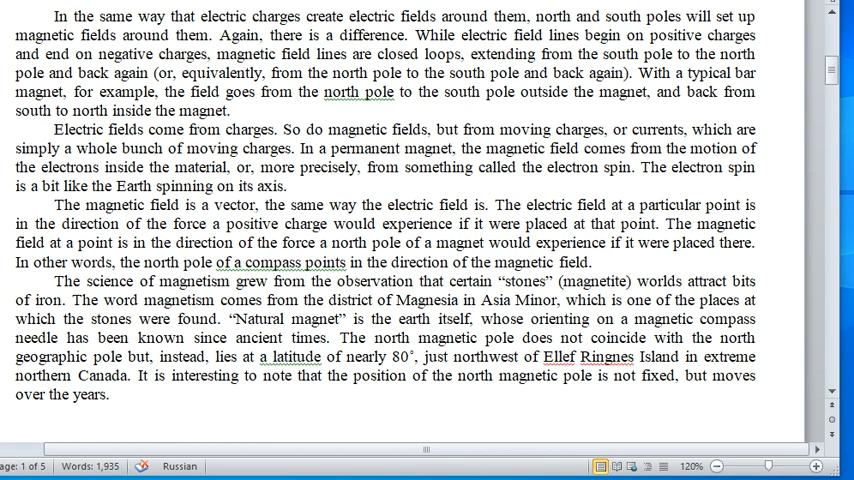 In the same way that electric charges create electric fields around them, north and south poles will set up
magnetic fields around them. Again, there is a difference. While electric field lines begin on positive charges
and end on negative charges, magnetic field lines are closed loops, extending from the south pole to the north
pole and back again (or, equivalently, from the north pole to the south pole and back again). With a typical bar
magnet, for example, the field goes from the north pole to the south pole outside the magnet, and back from
south to north inside the magnet.
Electric fields come from charges. So do magnetic fields, but from moving charges, or currents, which are
simply a whole bunch of moving charges. In a permanent magnet, the magnetic field comes from the motion of
the electrons inside the material, or, more precisely, from something called the electron spin. The electron spin
is a bit like the Earth spinning on its axis.
The magnetic field is a vector, the same way the electric field is. The electric field at a particular point is
in the direction of the force a positive charge would experience if it were placed at that point. The magnetic
field at a point is in the direction of the force a north pole of a magnet would experience if it were placed there.
In other words, the north pole of a compass points in the direction of the magnetic field.
The science of magnetism grew from the observation that certain “stones” (magnetite) worlds attract bits
of iron. The word magnetism comes from the district of Magnesia in Asia Minor, which is one of the places at
which the stones were found. “Natural magnet” is the earth itself, whose orienting on a magnetic compass
needle has been known since ancient times. The north magnetic pole does not coincide with the north
geographic pole but, instead, lies at a latitude of nearly 80˚, just northwest of Ellef Ringnes Island in extreme
northern Canada. It is interesting to note that the position of the north magnetic pole is not fixed, but moves
over the years.
age: 1 of 5 Words: 1,935 Russian 120%